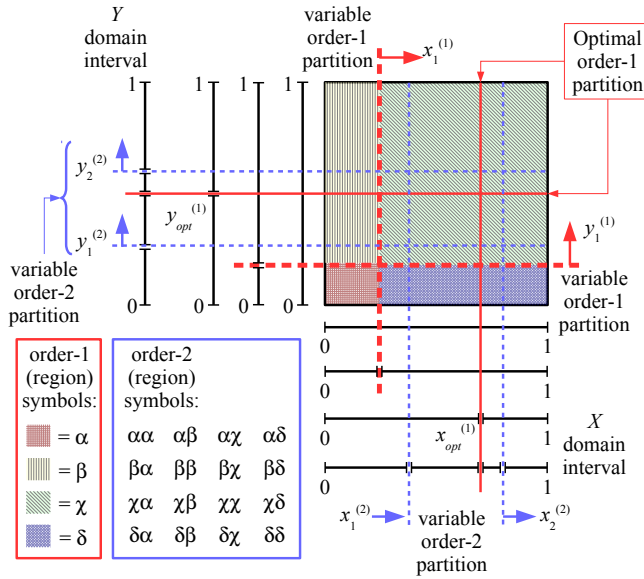 Y
domain
interval
variable
order-1
partition
x₁⁽¹⁾
Optimal
order-1
partition
1
1
1
1
y₂⁽²⁾
y_opt⁽¹⁾
y₁⁽²⁾
y₁⁽¹⁾
variable
order-2
partition
0
0
0
0
variable
order-1
partition
0
1
0
1
x_opt⁽¹⁾
X
domain
interval
0
1
0
1
x₁⁽²⁾
variable
order-2
partition
x₂⁽²⁾
order-1
(region)
symbols:
= α
= β
= χ
= δ
order-2
(region)
symbols:
αα αβ αχ αδ
βα ββ βχ βδ
χα χβ χχ χδ
δα δβ δχ δδ